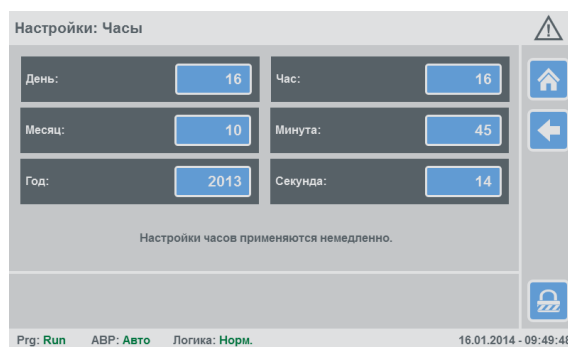 Настройки: Часы
День: 16 Час: 16
Месяц: 10 Минута: 45
Год: 2013 Секунда: 14
Настройки часов применяются немедленно.
Prg: Run АВР: Авто Логика: Норм. 16.01.2014 - 09:49:48